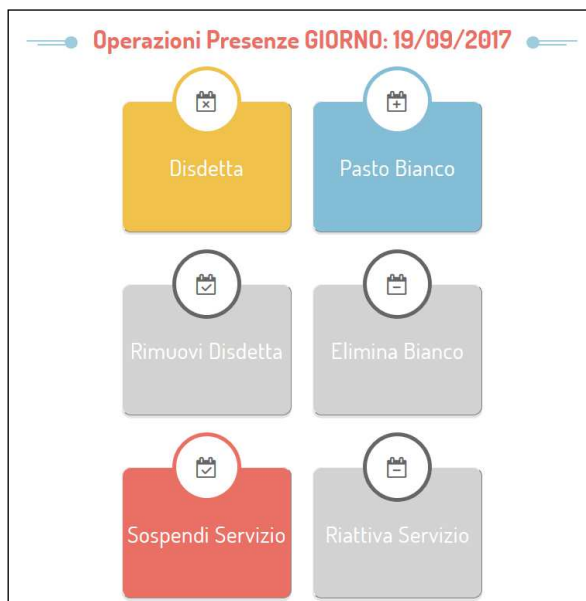 Operazioni Presenze GIORNO: 19/09/2017
Disdetta
Pasto Bianco
Rimuovi Disdetta
Elimina Bianco
Sospendi Servizio
Riattiva Servizio